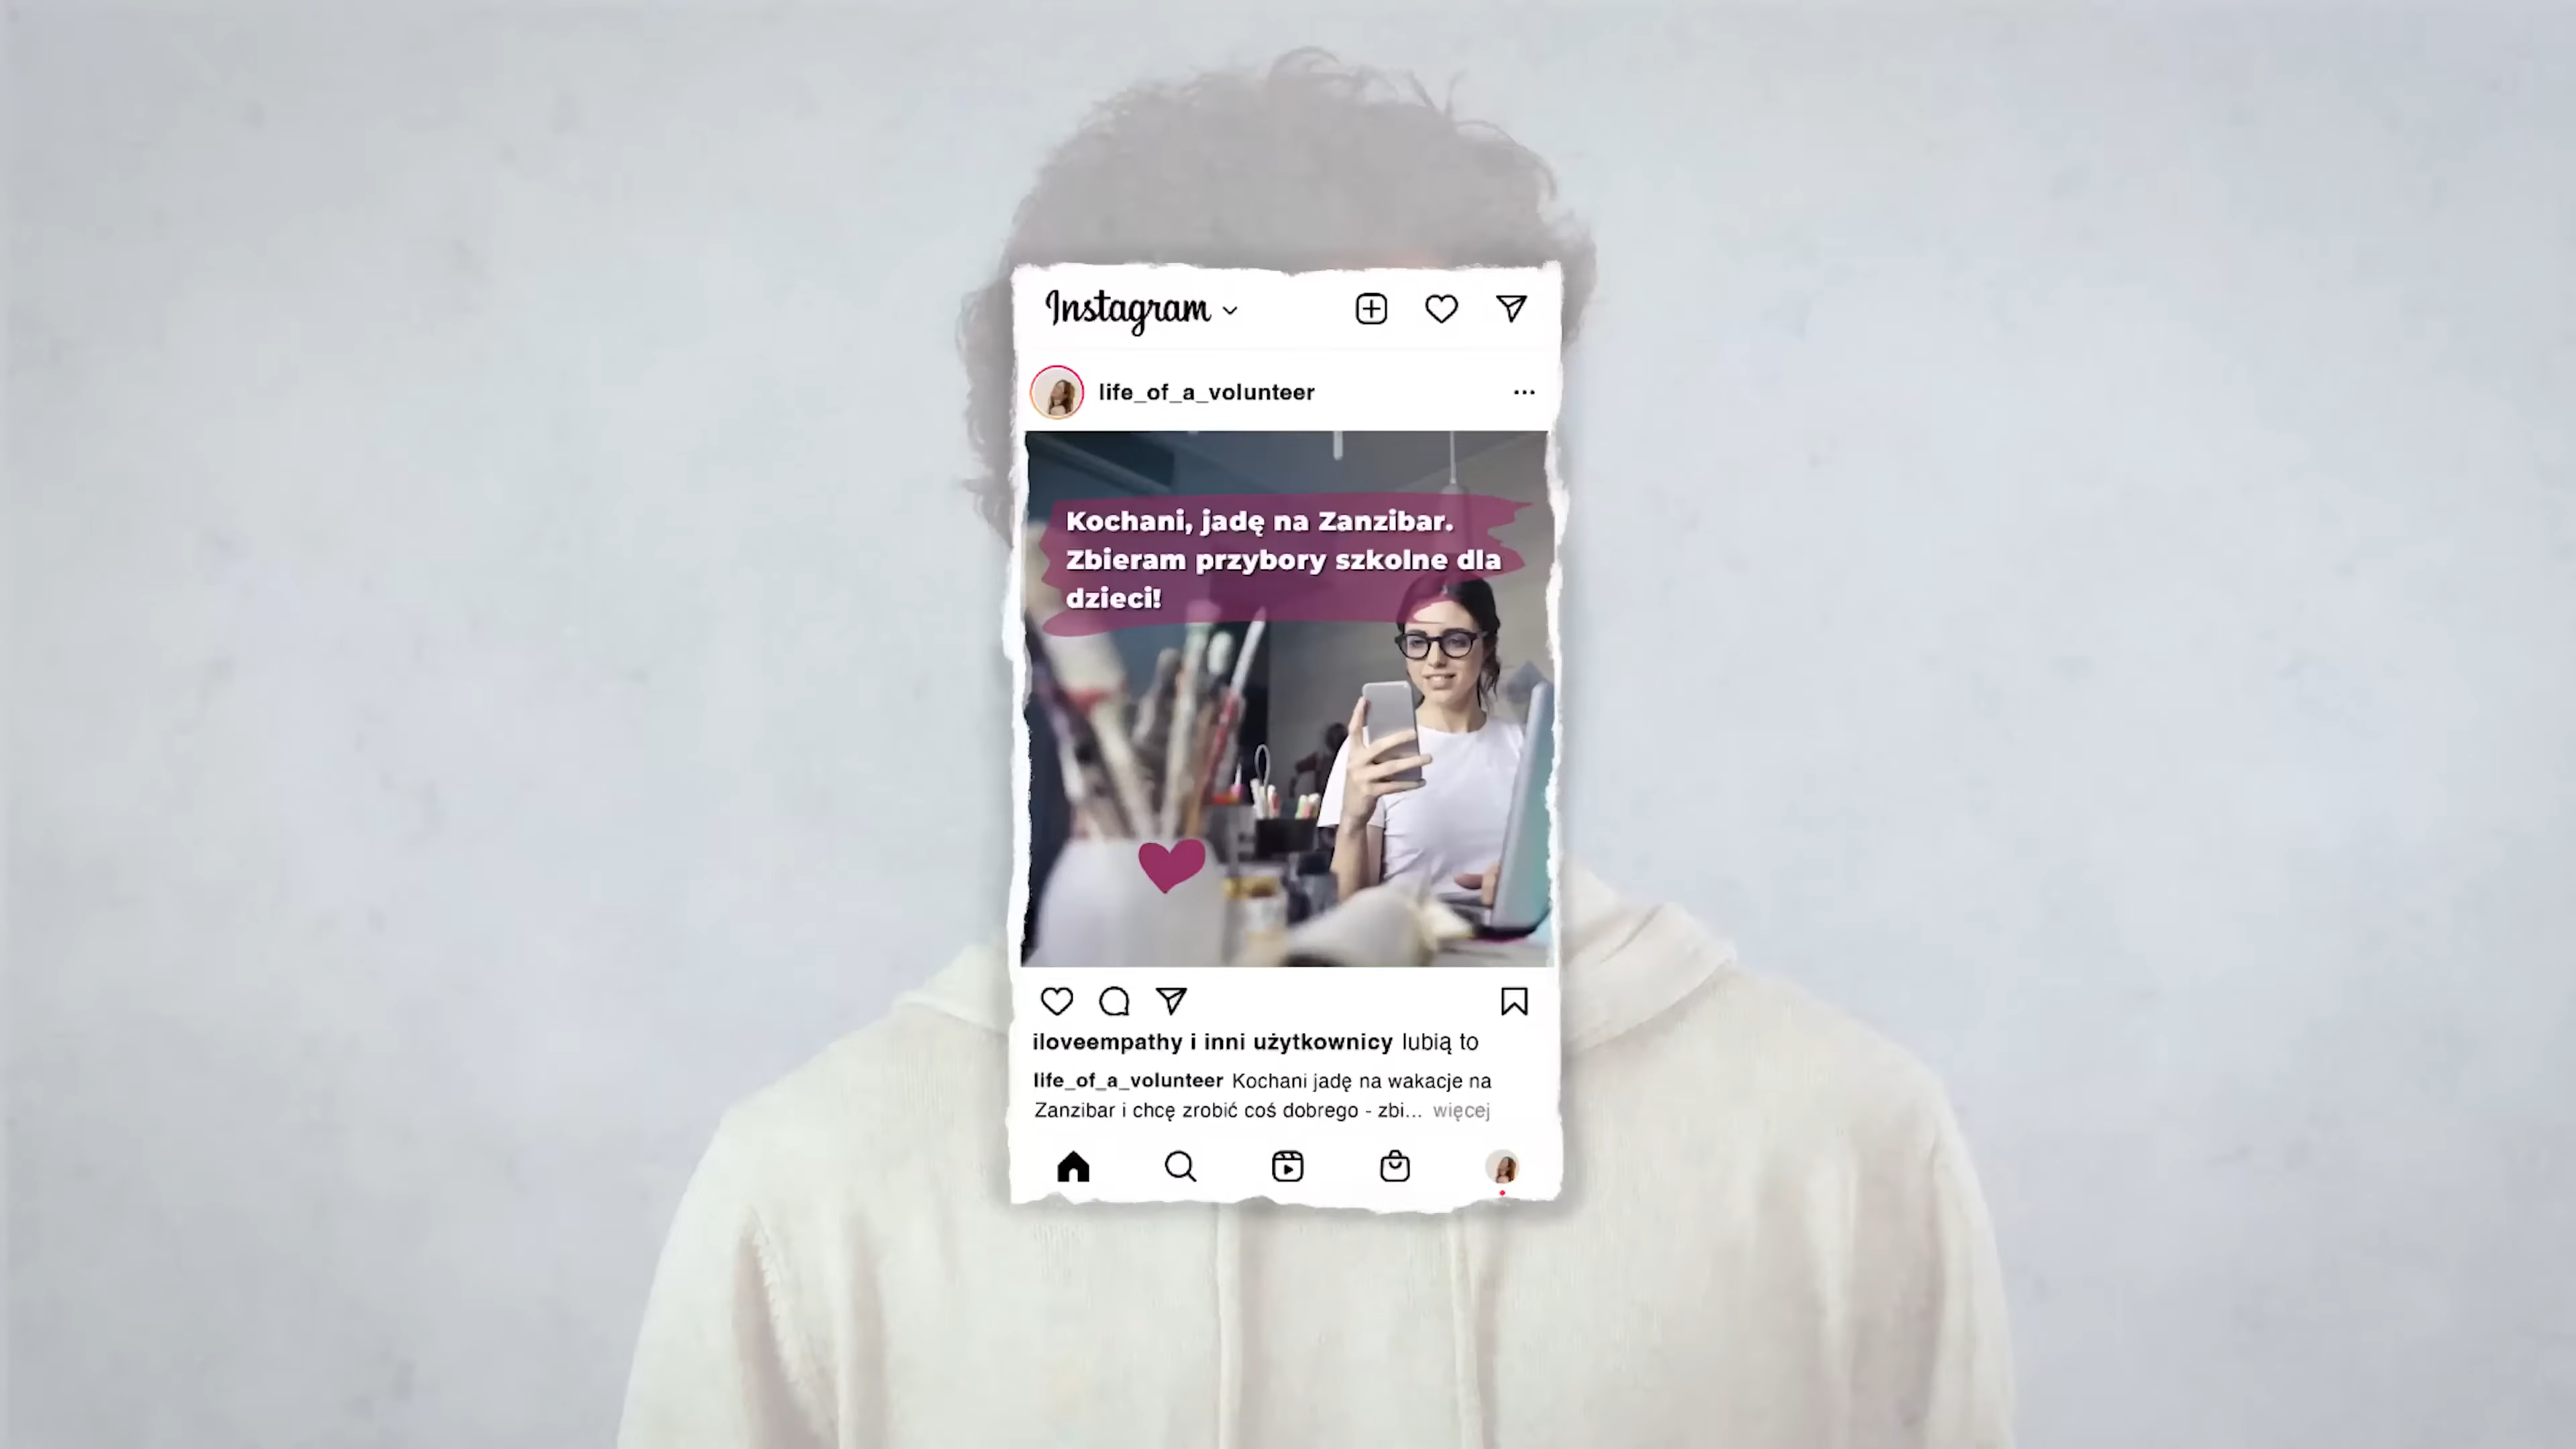 Instagram
life_of_a_volunteer
Kochani, jadę na Zanzibar.
Zbieram przybory szkolne dla
dzieci!
iloveempathy i inni użytkownicy lubią to
life_of_a_volunteer Kochani jadę na wakacje na
Zanzibar i chcę zrobić coś dobrego - zbi... więcej